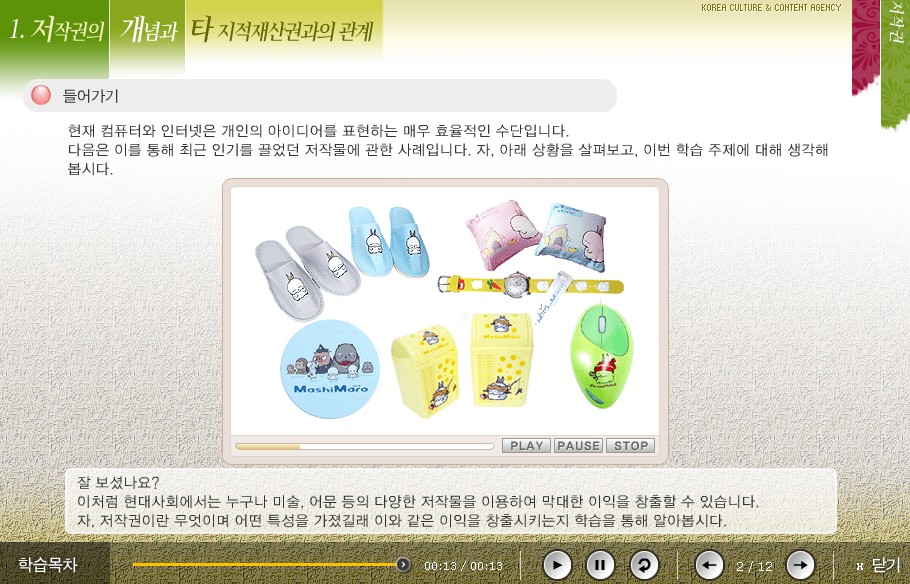 KOREA CULTURE & CONTENT AGENCY
저작권
1. 저작권의 개념과 타 지적재산권과의 관계
들어가기
현재 컴퓨터와 인터넷은 개인의 아이디어를 표현하는 매우 효율적인 수단입니다.
다음은 이를 통해 최근 인기를 끌었던 저작물에 관한 사례입니다. 자, 아래 상황을 살펴보고, 이번 학습 주제에 대해 생각해
봅시다.
MashiMaro
MashiMaro
MashiMaro
MashiMaro
PLAY PAUSE STOP
잘 보셨나요?
이처럼 현대사회에서는 누구나 미술, 어문 등의 다양한 저작물을 이용하여 막대한 이익을 창출할 수 있습니다.
자, 저작권이란 무엇이며 어떤 특성을 가졌길래 이와 같은 이익을 창출시키는지 학습을 통해 알아봅시다.
학습목차 00:13 / 00:13 2 / 12 x 닫기